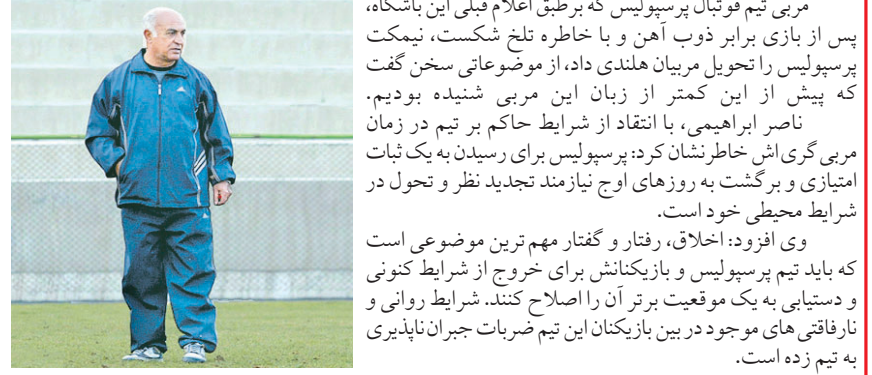 مربی تیم فوتبال پرسپولیس که برطبق اعلام قبلی این باشگاه،
پس از بازی برابر ذوب آهن و با خاطره تلخ شکست، نیمکت
پرسپولیس را تحویل مربیان هلندی داد، از موضوعاتی سخن گفت
که پیش از این کمتر از زبان این مربی شنیده بودیم.
ناصر ابراهیمی، با انتقاد از شرایط حاکم بر تیم در زمان
مربی گری اش خاطرنشان کرد: پرسپولیس برای رسیدن به یک ثبات
امتیازی و برگشت به روزهای اوج نیازمند تجدید نظر و تحول در
شرایط محیطی خود است.
وی افزود: اخلاق، رفتار و گفتار مهم ترین موضوعی است
که باید تیم پرسپولیس و بازیکنانش برای خروج از شرایط کنونی
و دستیابی به یک موقعیت برتر آن را اصلاح کنند. شرایط روانی و
نارفاقتی های موجود در بین بازیکنان این تیم ضربات جبران ناپذیری
به تیم زده است.